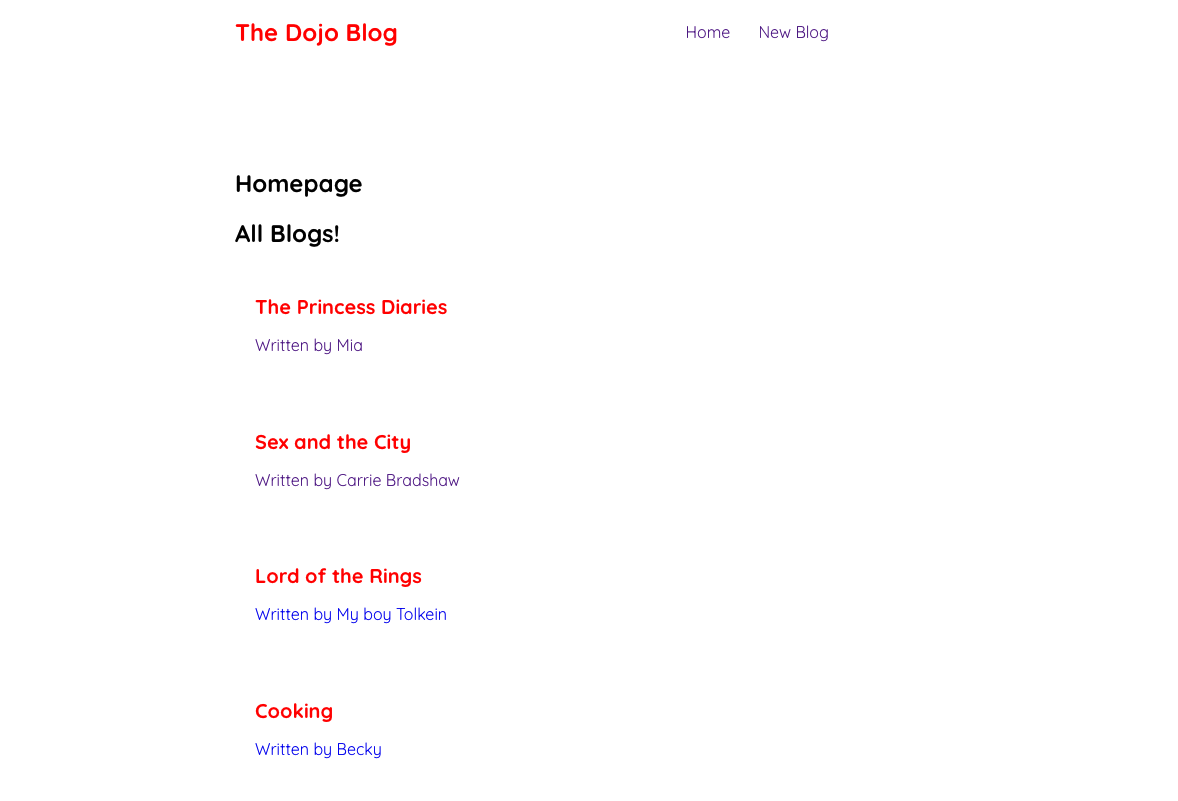 The Dojo Blog
Home New Blog
Homepage
All Blogs!
The Princess Diaries
Written by Mia
Sex and the City
Written by Carrie Bradshaw
Lord of the Rings
Written by My boy Tolkein
Cooking
Written by Becky